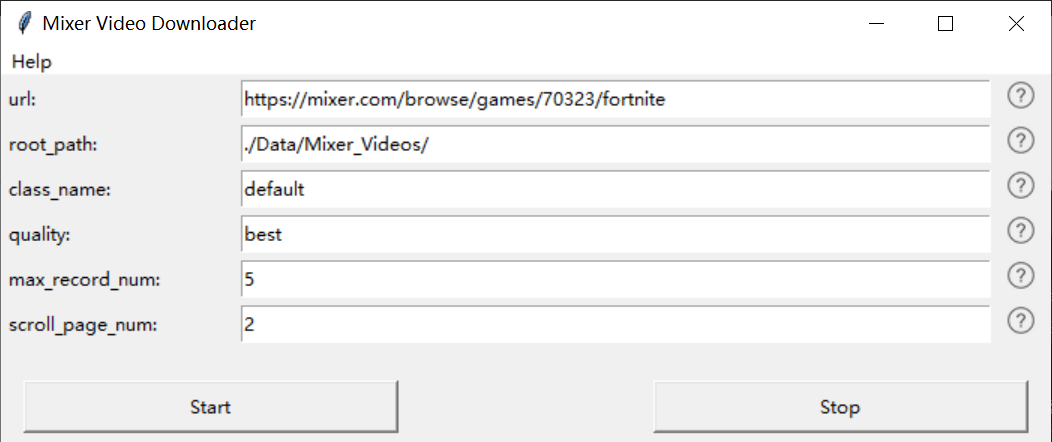 Mixer Video Downloader
Help
url: https://mixer.com/browse/games/70323/fortnite ?
root_path: ./Data/Mixer_Videos/ ?
class_name: default ?
quality: best ?
max_record_num: 5 ?
scroll_page_num: 2 ?
Start Stop